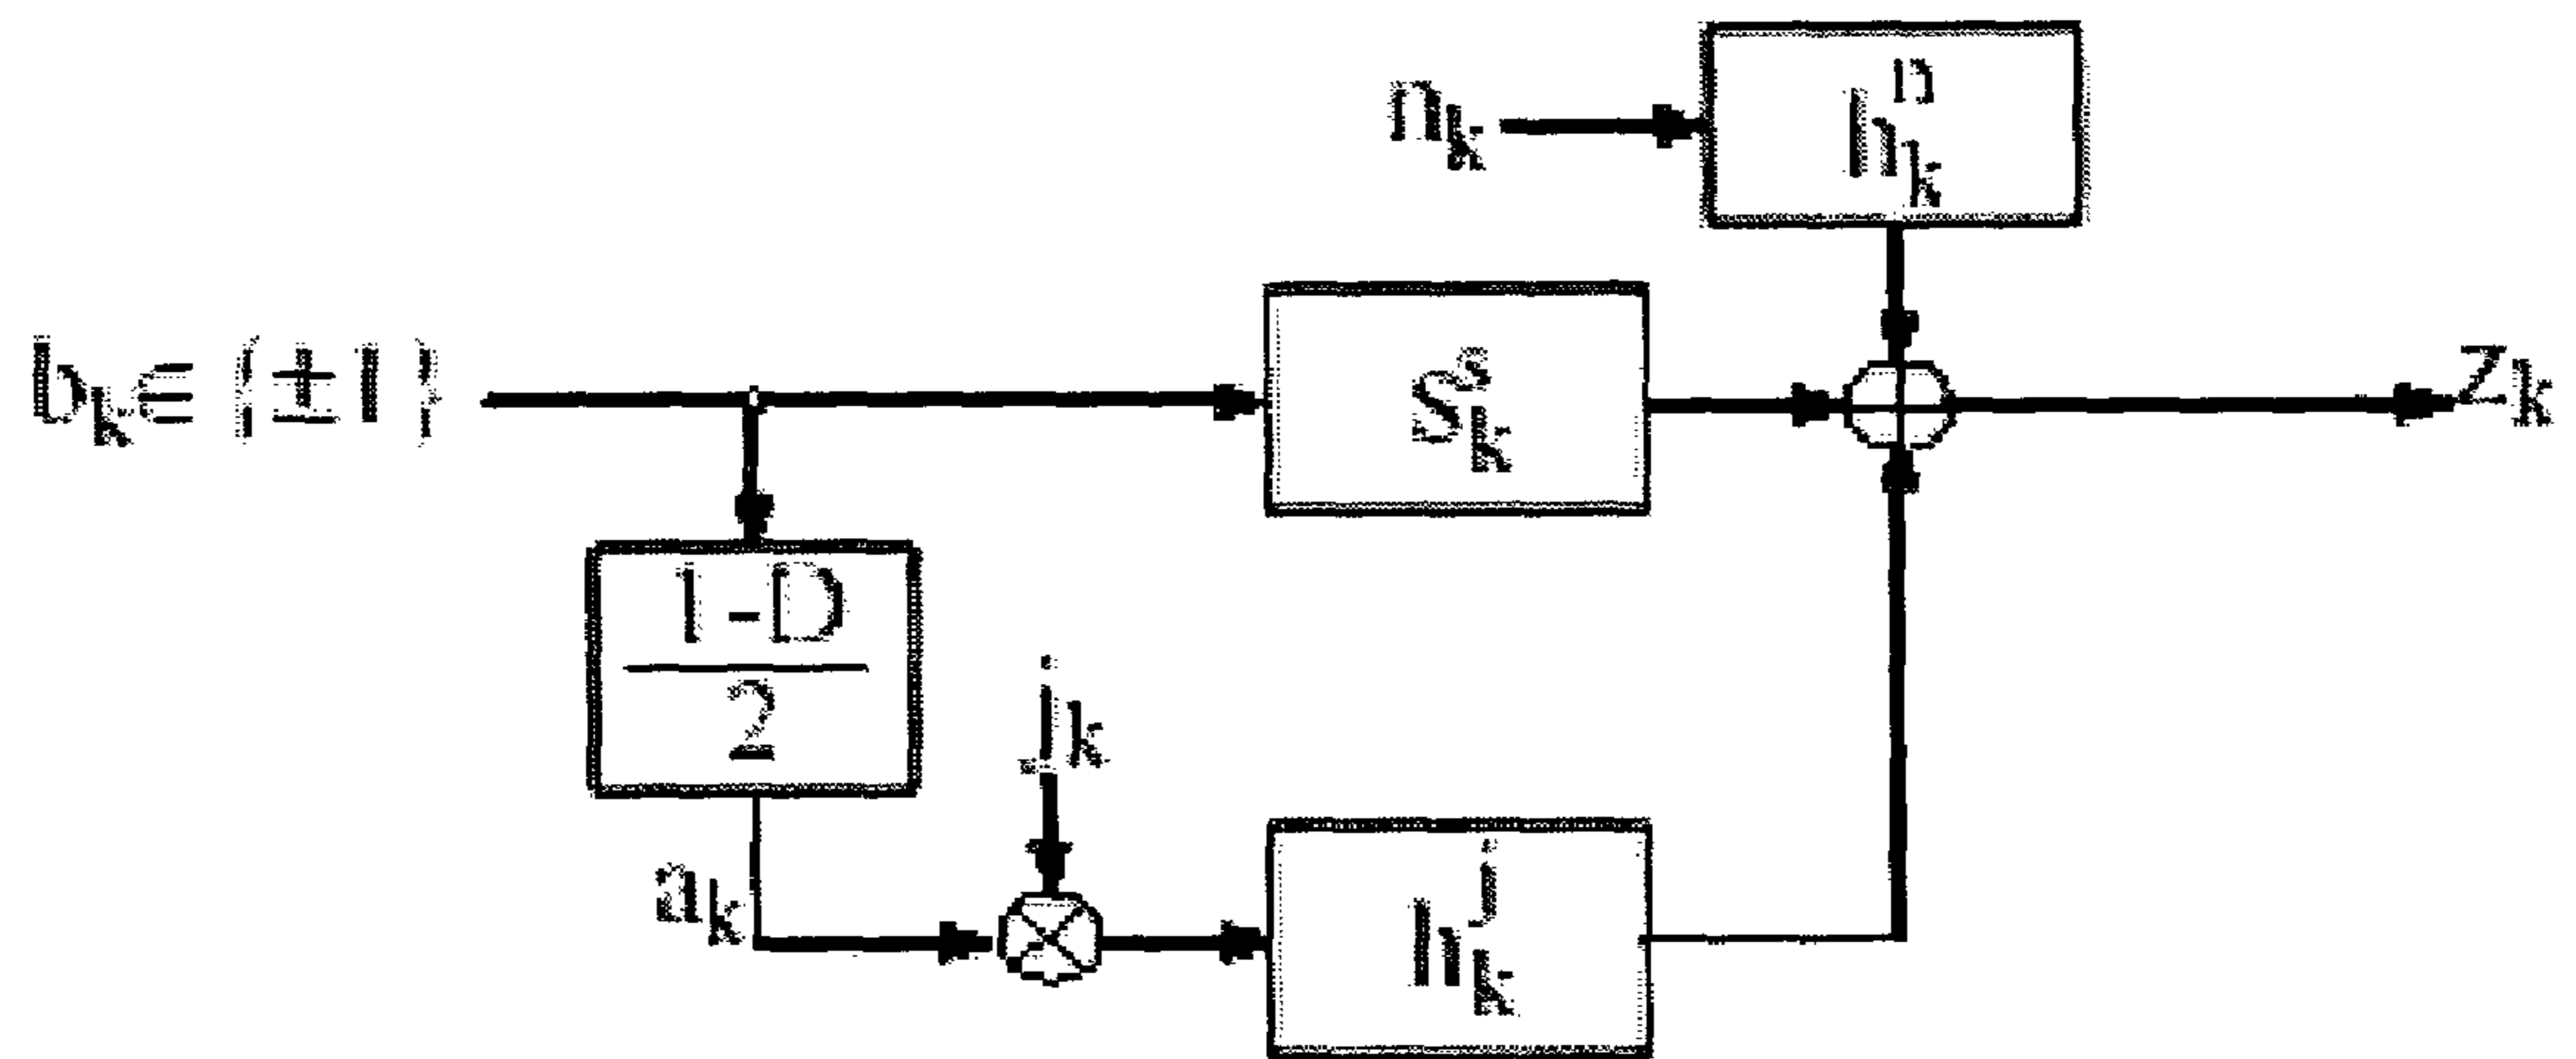 n_k
h_k^n
b_k ∈ {±1}
S_k^s
z_k
1-D
2
j_k
a_k
h_k^j